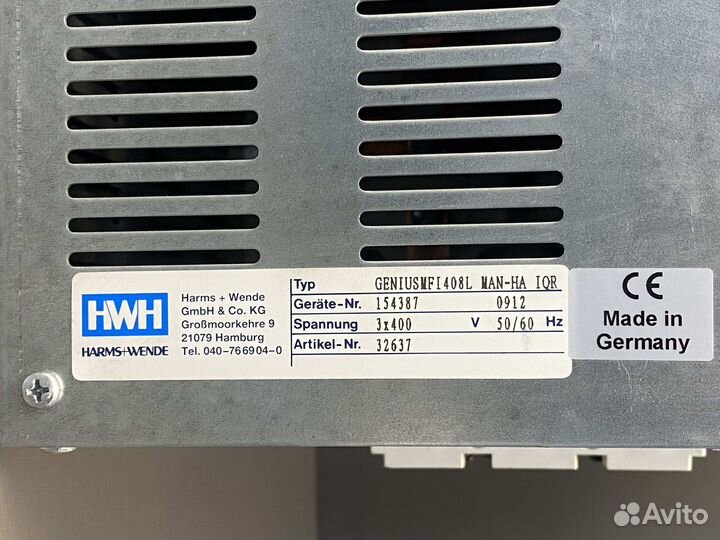 HWH
HARMS+WENDE
Harms + Wende
GmbH & Co. KG
Großmoorkehre 9
21079 Hamburg
Tel. 040-766904-0
Typ GENIUSMFI408L MAN-HA IQR
Geräte-Nr. 154387 0912
Spannung 3x400 V 50/60 Hz
Artikel-Nr. 32637
CE
Made in
Germany
Avito